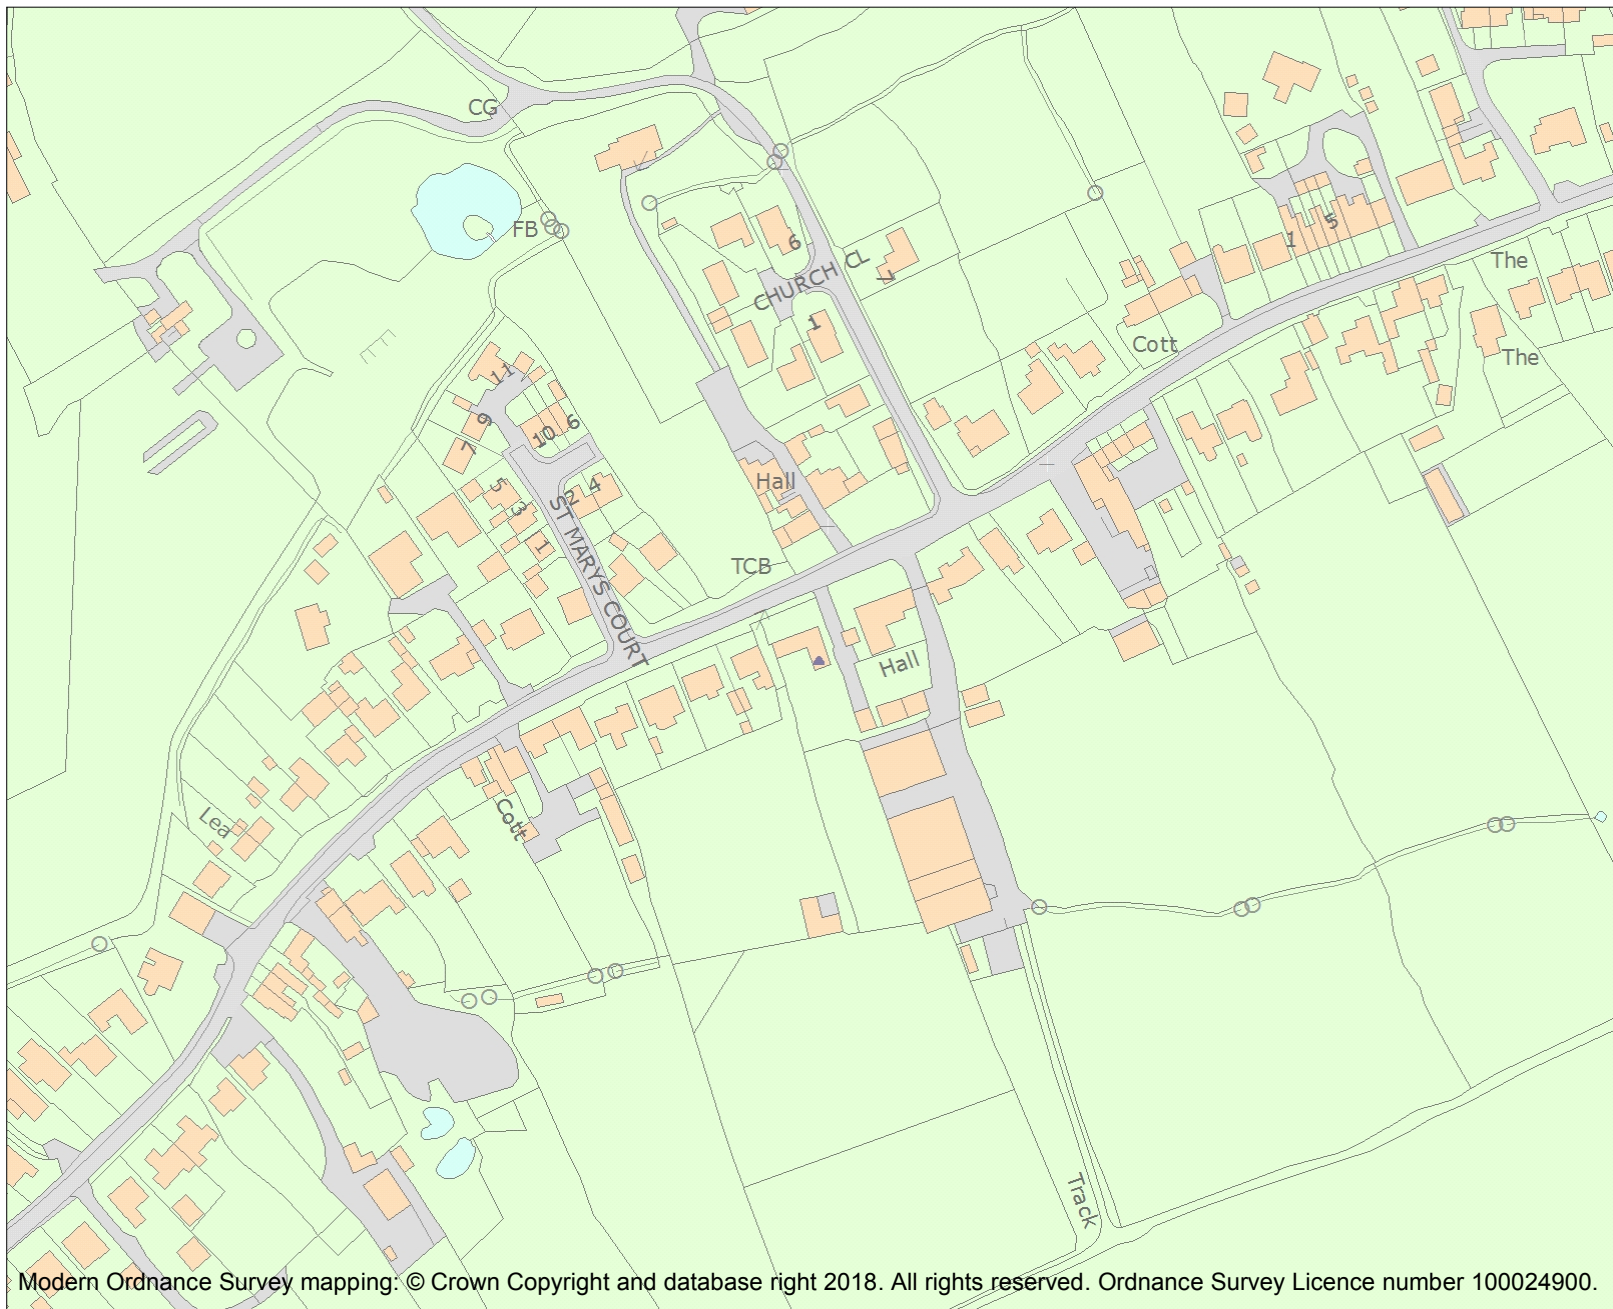 CG
FB
6
CHURCH CL
7
1
5
1
The
The
Cott
11
9
7
10
6
5
3
1
2
4
ST MARYS COURT
Hall
TCB
Hall
Cott
Lea
Track
Modern Ordnance Survey mapping: © Crown Copyright and database right 2018. All rights reserved. Ordnance Survey Licence number 100024900.